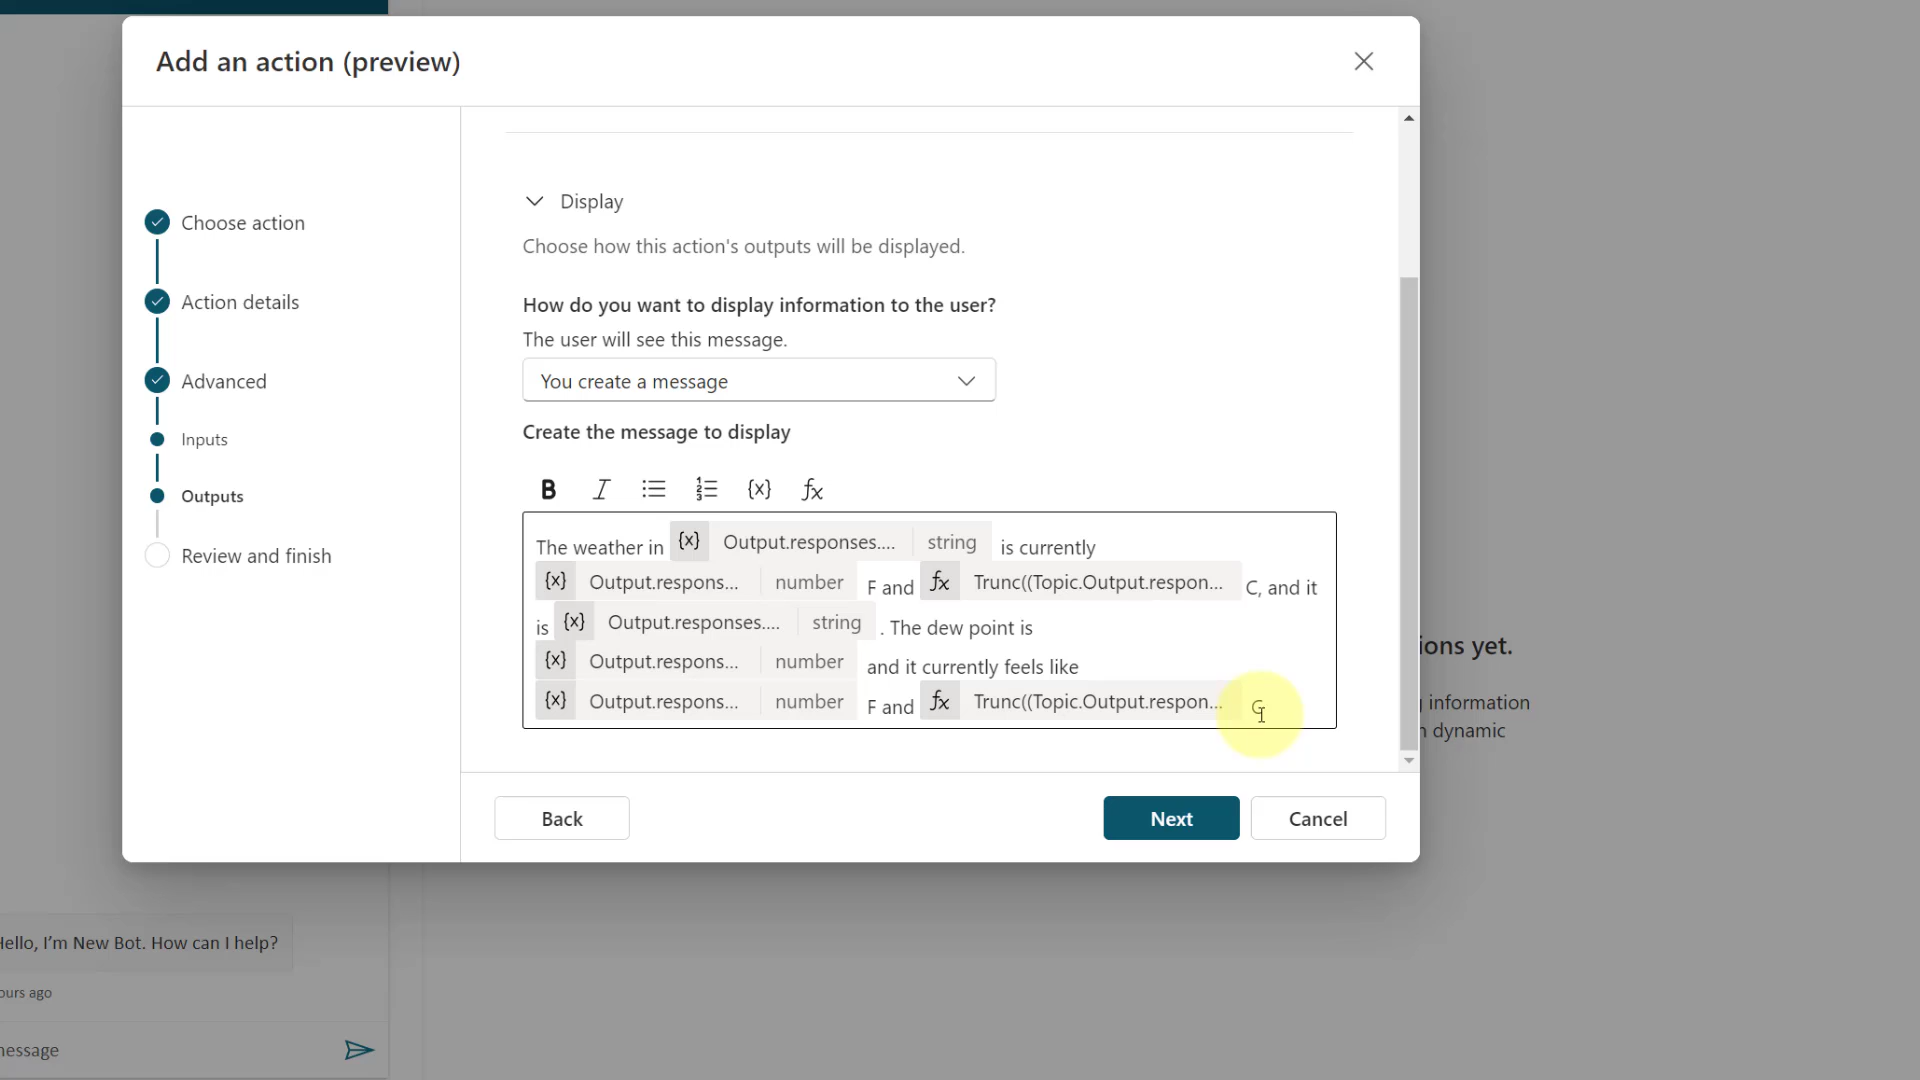 Add an action (preview)
Choose action
Action details
Advanced
Inputs
Outputs
Review and finish
Display
Choose how this action's outputs will be displayed.
How do you want to display information to the user?
The user will see this message.
You create a message
Create the message to display
B I 1 2 3 {x} fx
The weather in {x} Output.responses.... string is currently
{x} Output.respons... number F and fx Trunc((Topic.Output.respon... C, and it
is {x} Output.responses.... string . The dew point is
{x} Output.respons... number and it currently feels like
{x} Output.respons... number F and fx Trunc((Topic.Output.respon... C
Back
Next
Cancel
ions yet.
information
dynamic
Hello, I'm New Bot. How can I help?
ours ago
message